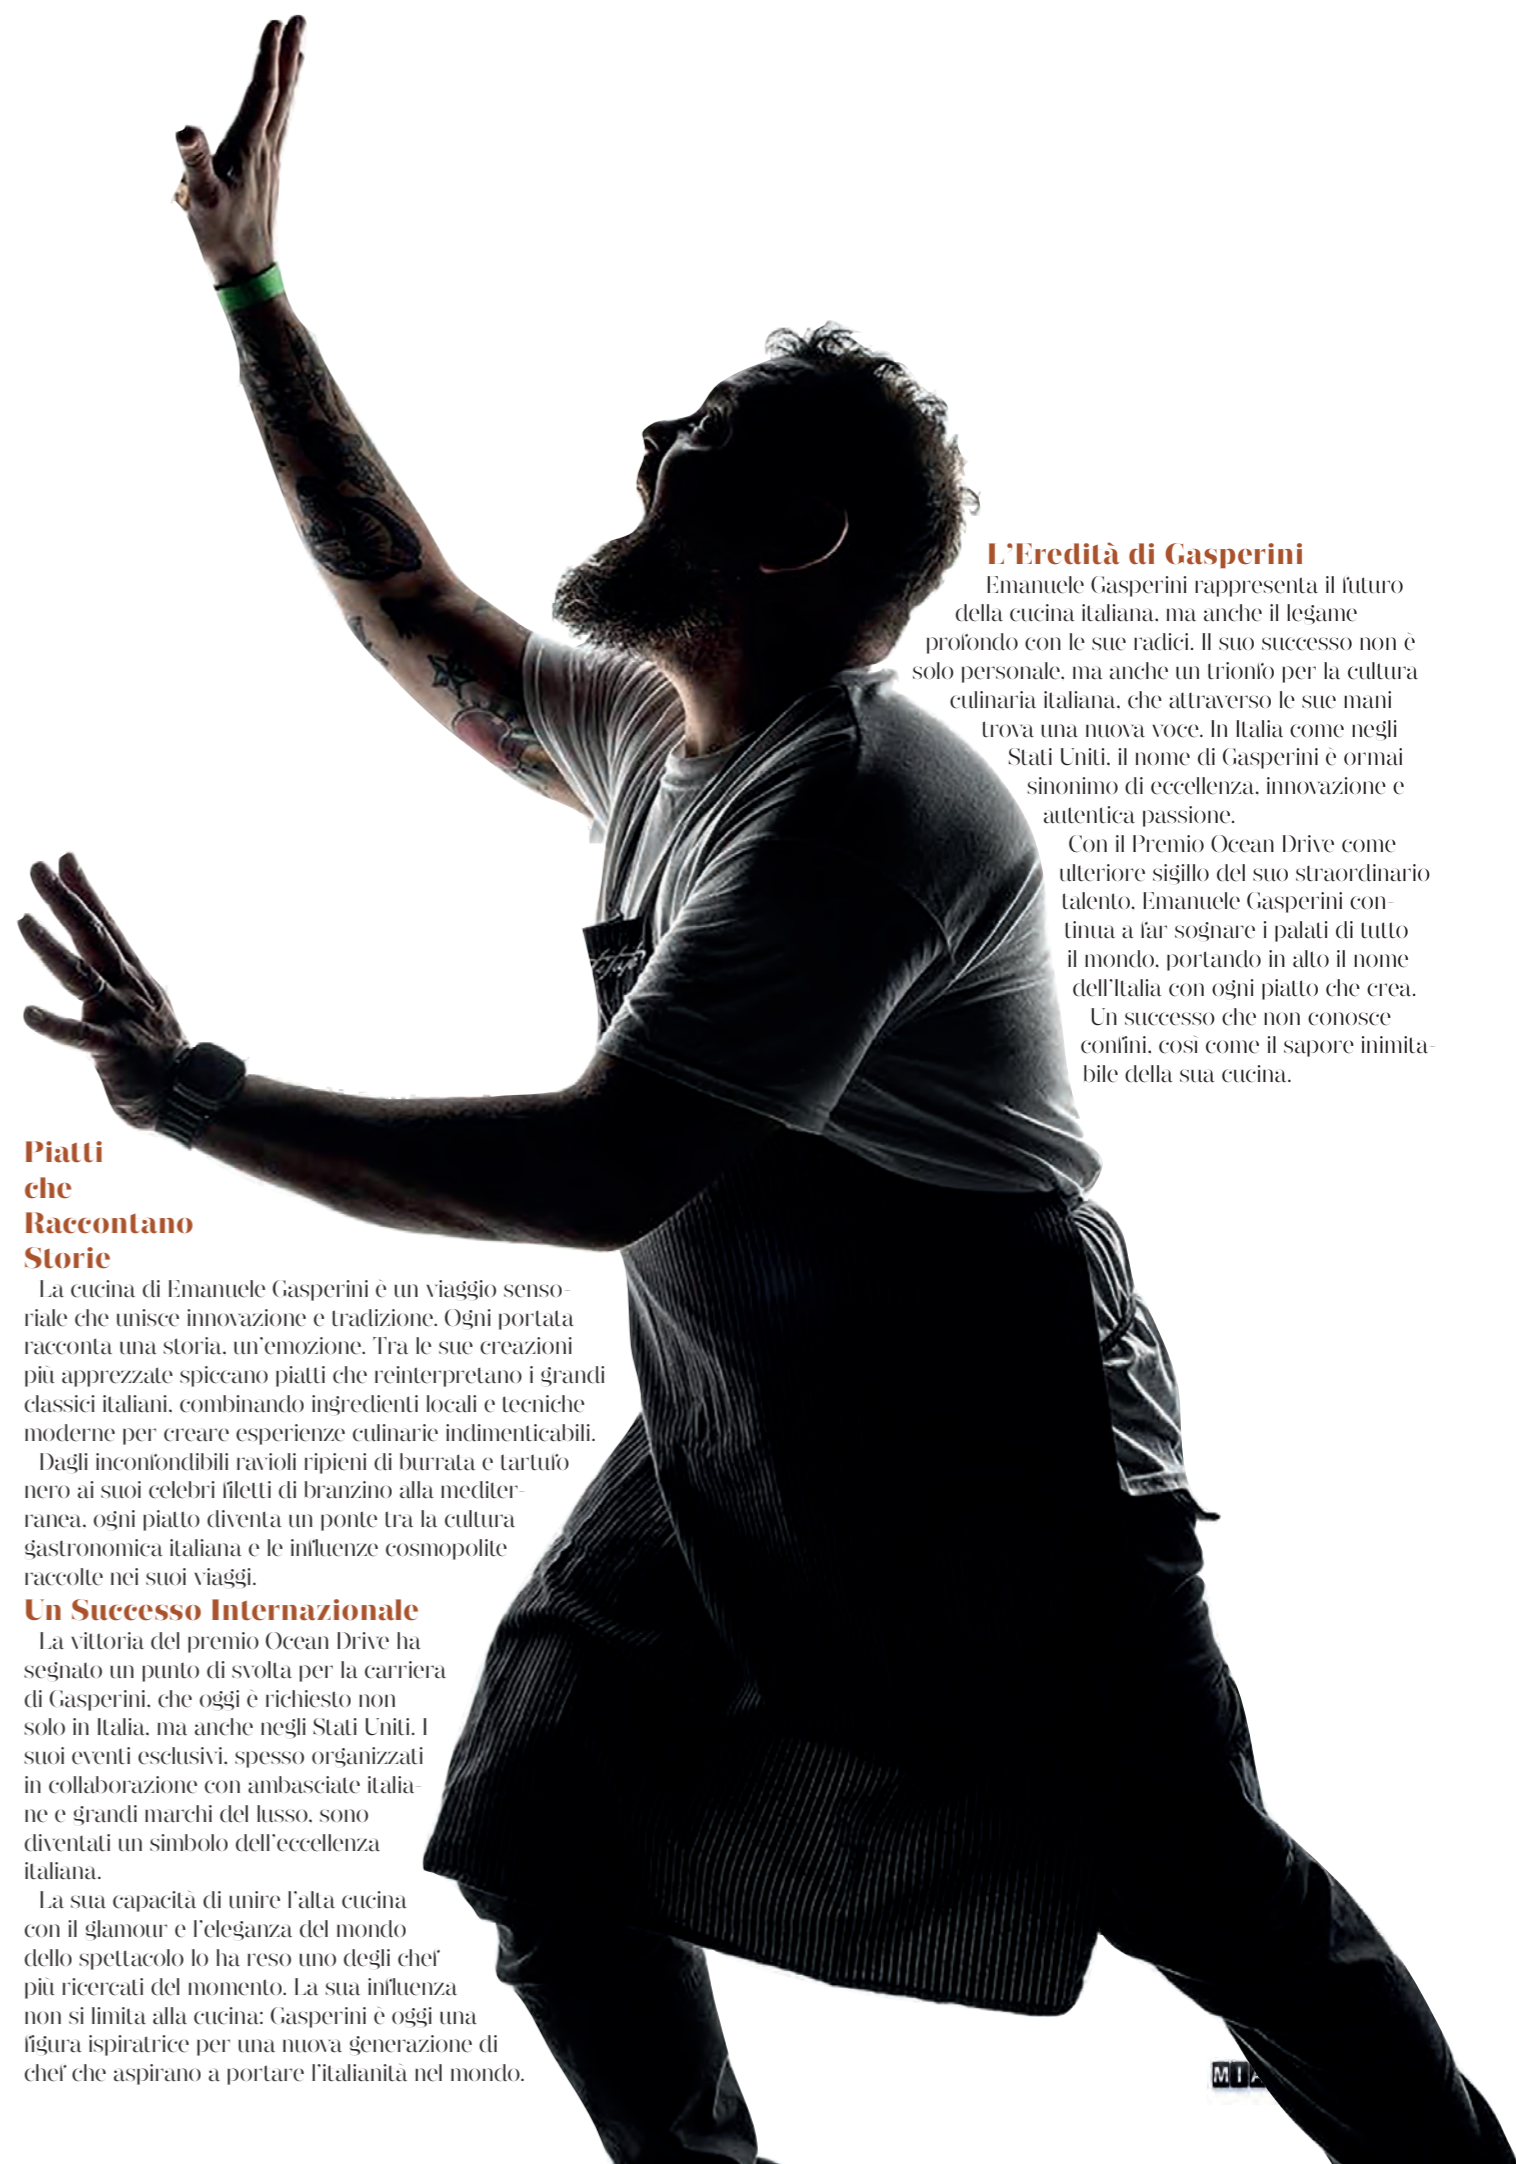 Piatti
che
Raccontano
Storie
La cucina di Emanuele Gasperini è un viaggio senso-
riale che unisce innovazione e tradizione. Ogni portata
racconta una storia, un'emozione. Tra le sue creazioni
più apprezzate spiccano piatti che reinterpretano i grandi
classici italiani, combinando ingredienti locali e tecniche
moderne per creare esperienze culinarie indimenticabili.
Dagli inconfondibili ravioli ripieni di burrata e tartufo
nero ai suoi celebri filetti di branzino alla mediter-
ranea, ogni piatto diventa un ponte tra la cultura
gastronomica italiana e le influenze cosmopolite
raccolte nei suoi viaggi.
Un Successo Internazionale
La vittoria del premio Ocean Drive ha
segnato un punto di svolta per la carriera
di Gasperini, che oggi è richiesto non
solo in Italia, ma anche negli Stati Uniti. I
suoi eventi esclusivi, spesso organizzati
in collaborazione con ambasciate italia-
ne e grandi marchi del lusso, sono
diventati un simbolo dell'eccellenza
italiana.
La sua capacità di unire l'alta cucina
con il glamour e l'eleganza del mondo
dello spettacolo lo ha reso uno degli chef
più ricercati del momento. La sua influenza
non si limita alla cucina: Gasperini è oggi una
figura ispiratrice per una nuova generazione di
chef che aspirano a portare l'italianità nel mondo.
L'Eredità di Gasperini
Emanuele Gasperini rappresenta il futuro
della cucina italiana, ma anche il legame
profondo con le sue radici. Il suo successo non è
solo personale, ma anche un trionfo per la cultura
culinaria italiana, che attraverso le sue mani
trova una nuova voce. In Italia come negli
Stati Uniti, il nome di Gasperini è ormai
sinonimo di eccellenza, innovazione e
autentica passione.
Con il Premio Ocean Drive come
ulteriore sigillo del suo straordinario
talento, Emanuele Gasperini con-
tinua a far sognare i palati di tutto
il mondo, portando in alto il nome
dell'Italia con ogni piatto che crea.
Un successo che non conosce
confini, così come il sapore inimita-
bile della sua cucina.
MIA